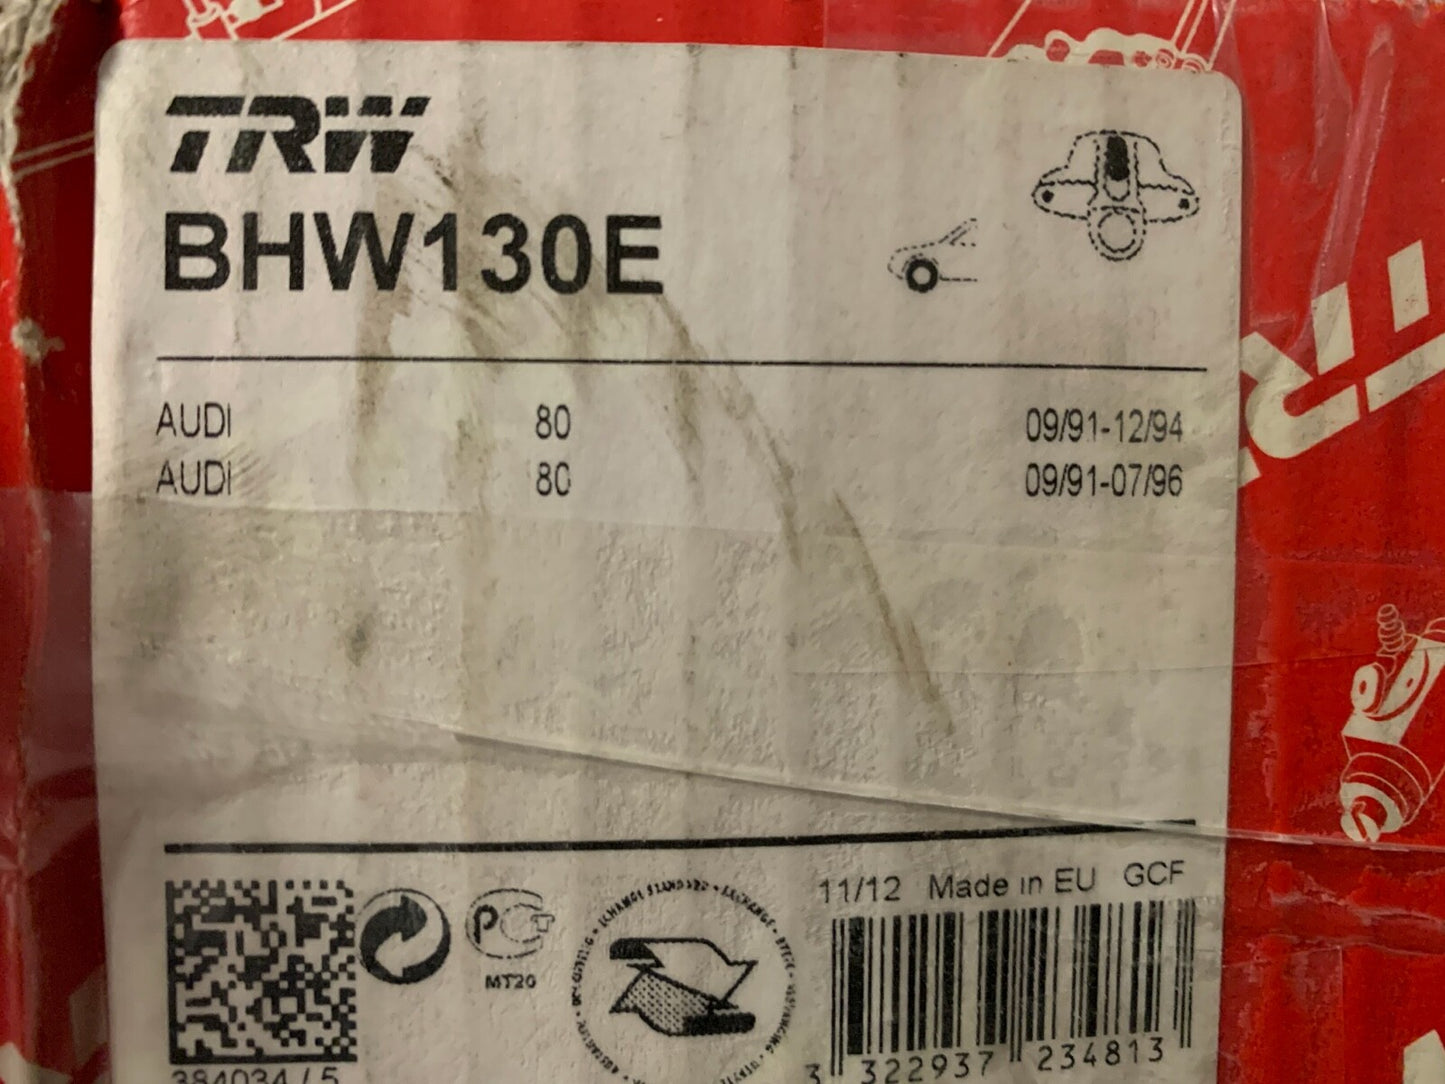 TRW
BHW130E
AUDI 80 09/91-12/94
AUDI 80 09/91-07/96
11/12 Made in EU GCF
MT20
3 322937 234813
384034 / 5